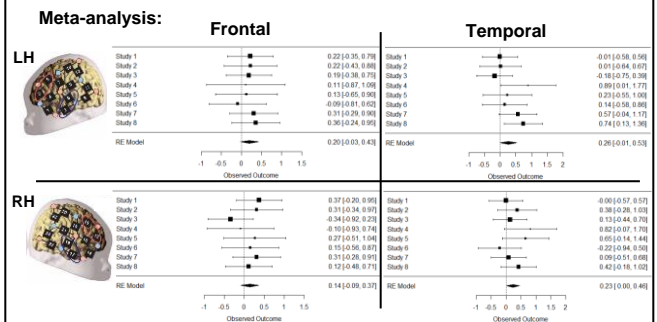 Meta-analysis:
Frontal
Temporal
LH
Study 1 0.22 [-0.35, 0.79]
Study 2 0.22 [-0.43, 0.88]
Study 3 0.19 [-0.38, 0.75]
Study 4 0.11 [-0.87, 1.09]
Study 5 0.13 [-0.65, 0.90]
Study 6 -0.09 [-0.81, 0.62]
Study 7 0.31 [-0.29, 0.90]
Study 8 0.36 [-0.24, 0.95]
RE Model 0.20 [-0.03, 0.43]
-1 -0.5 0 0.5 1 1.5
Observed Outcome
Study 1 -0.01 [-0.58, 0.56]
Study 2 0.01 [-0.64, 0.67]
Study 3 -0.18 [-0.75, 0.39]
Study 4 0.89 [0.01, 1.77]
Study 5 0.23 [-0.55, 1.00]
Study 6 0.14 [-0.58, 0.86]
Study 7 0.57 [-0.04, 1.17]
Study 8 0.74 [0.13, 1.36]
RE Model 0.26 [-0.01, 0.53]
-1 -0.5 0 0.5 1 1.5 2
Observed Outcome
RH
Study 1 0.37 [-0.20, 0.95]
Study 2 0.31 [-0.34, 0.97]
Study 3 -0.34 [-0.92, 0.23]
Study 4 -0.10 [-0.93, 0.74]
Study 5 0.27 [-0.51, 1.04]
Study 6 0.15 [-0.56, 0.87]
Study 7 0.31 [-0.28, 0.91]
Study 8 0.12 [-0.48, 0.71]
RE Model 0.14 [-0.09, 0.37]
-1 -0.5 0 0.5 1 1.5
Observed Outcome
Study 1 -0.00 [-0.57, 0.57]
Study 2 0.38 [-0.28, 1.03]
Study 3 0.13 [-0.44, 0.70]
Study 4 0.82 [-0.07, 1.70]
Study 5 0.65 [-0.14, 1.44]
Study 6 -0.22 [-0.94, 0.50]
Study 7 0.09 [-0.51, 0.68]
Study 8 0.42 [-0.18, 1.02]
RE Model 0.23 [0.00, 0.46]
-1 -0.5 0 0.5 1 1.5 2
Observed Outcome